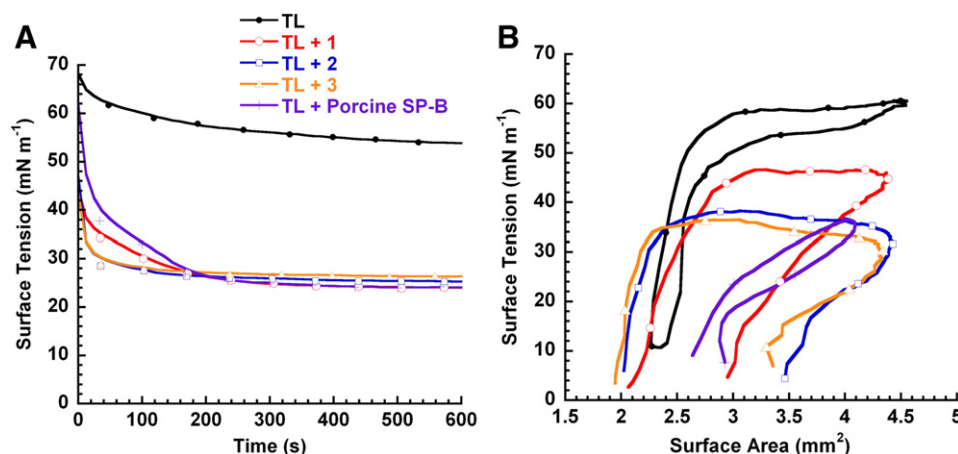 A
TL
TL + 1
TL + 2
TL + 3
TL + Porcine SP-B
70
60
50
40
30
20
10
0
Surface Tension (mN m-1)
0 100 200 300 400 500 600
Time (s)
B
70
60
50
40
30
20
10
0
Surface Tension (mN m-1)
1.5 2 2.5 3 3.5 4 4.5 5
Surface Area (mm2)